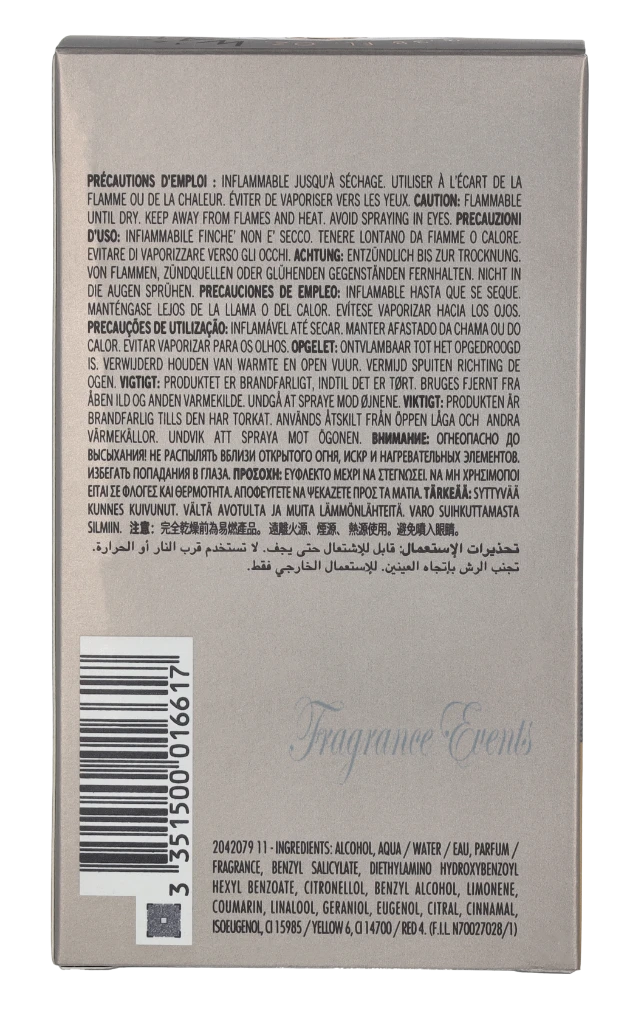 PRÉCAUTIONS D'EMPLOI : INFLAMMABLE JUSQU'À SÉCHAGE. UTILISER À L'ÉCART DE LA
FLAMME OU DE LA CHALEUR. ÉVITER DE VAPORISER VERS LES YEUX. CAUTION: FLAMMABLE
UNTIL DRY. KEEP AWAY FROM FLAMES AND HEAT. AVOID SPRAYING IN EYES. PRECAUZIONI
D'USO: INFIAMMABILE FINCHE' NON E' SECCO. TENERE LONTANO DA FIAMME O CALORE.
EVITARE DI VAPORIZZARE VERSO GLI OCCHI. ACHTUNG: ENTZÜNDLICH BIS ZUR TROCKNUNG.
VON FLAMMEN, ZÜNDQUELLEN ODER GLÜHENDEN GEGENSTÄNDEN FERNHALTEN. NICHT IN
DIE AUGEN SPRÜHEN. PRECAUCIONES DE EMPLEO: INFLAMABLE HASTA QUE SE SEQUE.
MANTÉNGASE LEJOS DE LA LLAMA O DEL CALOR. EVÍTESE VAPORIZAR HACIA LOS OJOS.
PRECAUÇÕES DE UTILIZAÇÃO: INFLAMÁVEL ATÉ SECAR. MANTER AFASTADO DA CHAMA OU DO
CALOR. EVITAR VAPORIZAR PARA OS OLHOS. OPGELET: ONTVLAMBAAR TOT HET OPGEDROOGD
IS. VERWIJDERD HOUDEN VAN WARMTE EN OPEN VUUR. VERMIJD SPUITEN RICHTING DE
OGEN. VIGTIGT: PRODUKTET ER BRANDFARLIGT, INDTIL DET ER TØRT. BRUGES FJERNT FRA
ÅBEN ILD OG ANDEN VARMEKILDE. UNDGÅ AT SPRAYE MOD ØJNENE. VIKTIGT: PRODUKTEN ÄR
BRANDFARLIG TILLS DEN HAR TORKAT. ANVÄNDS ÅTSKILT FRÅN ÖPPEN LÅGA OCH ANDRA
VÄRMEKÄLLOR. UNDVIK ATT SPRAYA MOT ÖGONEN. ВНИМАНИЕ: ОГНЕОПАСНО ДО
ВЫСЫХАНИЯ! НЕ РАСПЫЛЯТЬ ВБЛИЗИ ОТКРЫТОГО ОГНЯ, ИСКР И НАГРЕВАТЕЛЬНЫХ ЭЛЕМЕНТОВ.
ИЗБЕГАТЬ ПОПАДАНИЯ В ГЛАЗА. ΠΡΟΣΟΧΗ: ΕΥΦΛΕΚΤΟ ΜΕΧΡΙ ΝΑ ΣΤΕΓΝΩΣΕΙ. ΝΑ ΜΗ ΧΡΗΣΙΜΟΠΟΙ
ΕΙΤΑΙ ΣΕ ΦΛΟΓΕΣ ΚΑΙ ΘΕΡΜΟΤΗΤΑ. ΑΠΟΦΕΥΓΕΤΕ ΝΑ ΨΕΚΑΖΕΤΕ ΠΡΟΣ ΤΑ ΜΑΤΙΑ. TÄRKEÄÄ: SYTTYVÄÄ
KUNNES KUIVUNUT. VÄLTÄ AVOTULTA JA MUITA LÄMMÖNLÄHTEITÄ. VARO SUIHKUTTAMASTA
SILMIIN. 注意：完全乾燥前為易燃產品。遠離火源、煙源、熱源使用。避免噴入眼睛。
تحذيرات الإستعمال: قابل للإشتعال حتى يجف. لا تستخدم قرب النار أو الحرارة.
تجنب الرش بإتجاه العينين. للإستعمال الخارجي فقط.
Fragrance Events
3 351500 016617
2042079 11 - INGREDIENTS: ALCOHOL, AQUA / WATER / EAU, PARFUM /
FRAGRANCE, BENZYL SALICYLATE, DIETHYLAMINO HYDROXYBENZOYL
HEXYL BENZOATE, CITRONELLOL, BENZYL ALCOHOL, LIMONENE,
COUMARIN, LINALOOL, GERANIOL, EUGENOL, CITRAL, CINNAMAL,
ISOEUGENOL, CI 15985 / YELLOW 6, CI 14700 / RED 4. (F.I.L. N70027028/1)